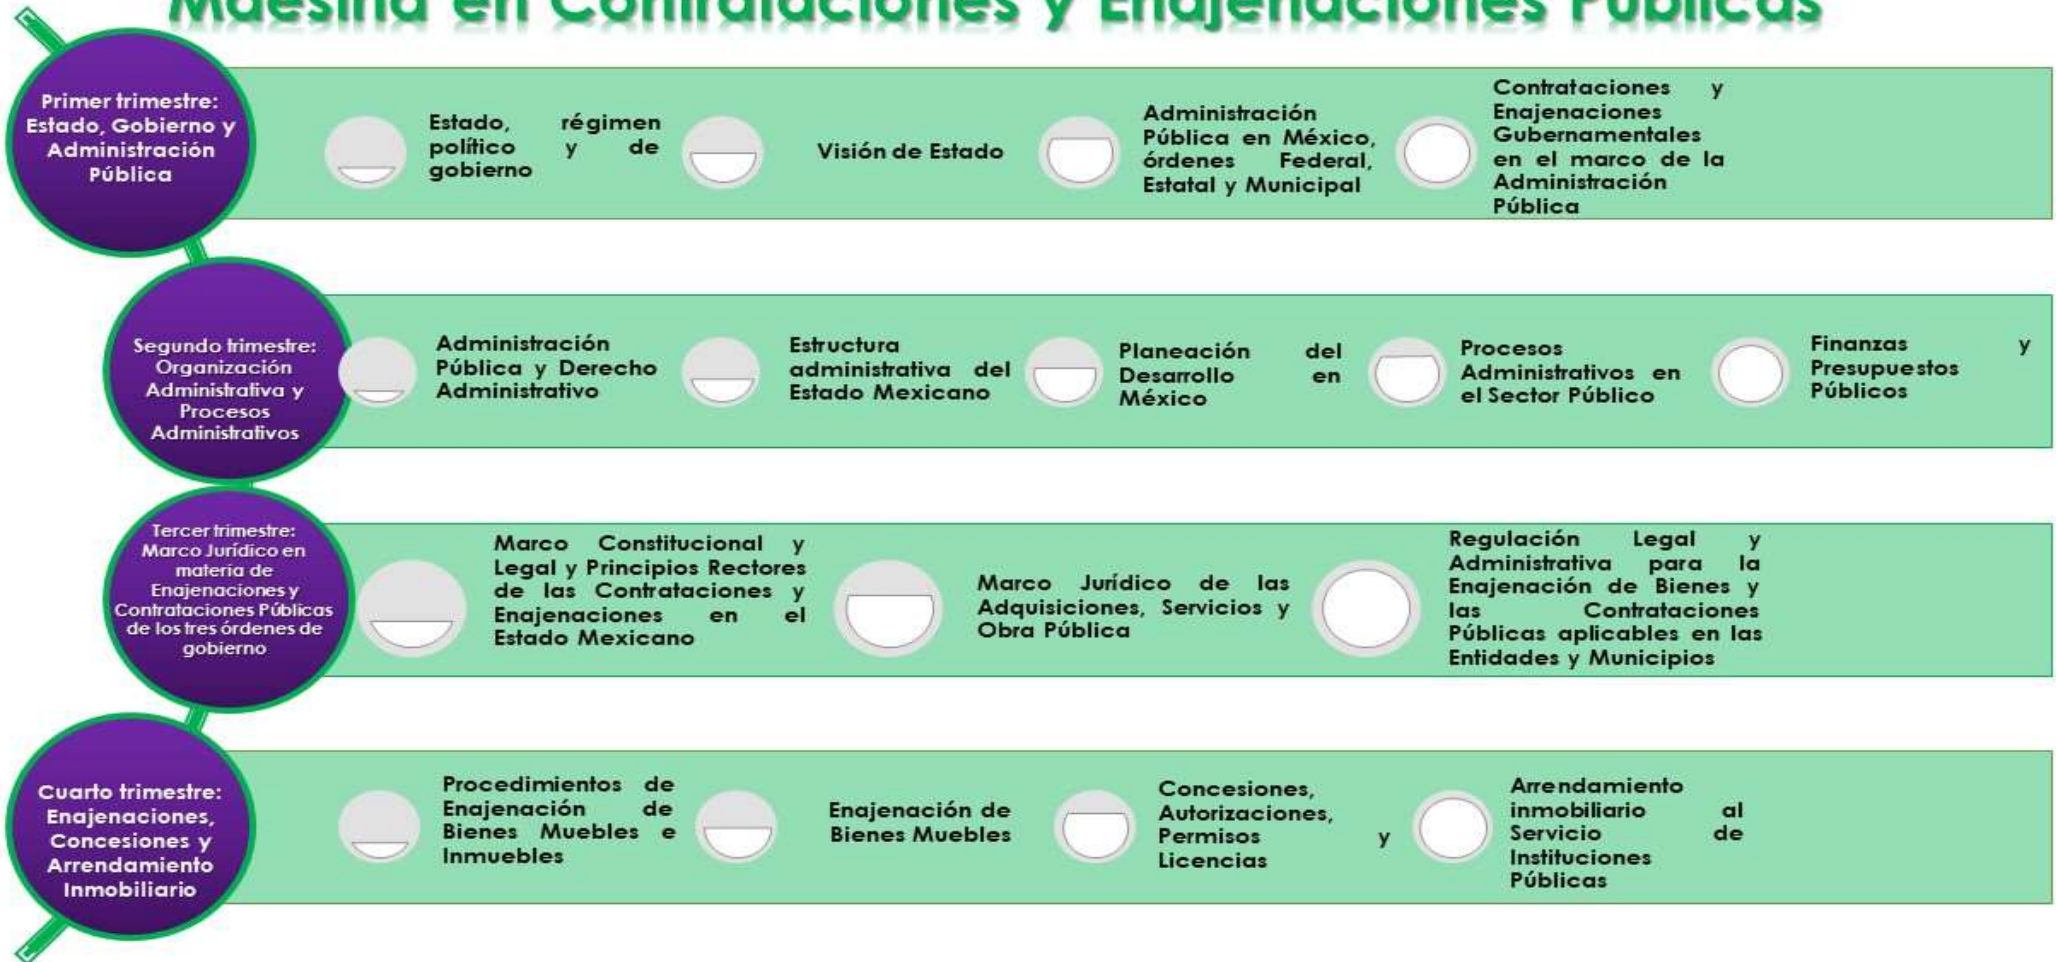 Maestría en Contrataciones y Enajenaciones Públicas
Primer trimestre:
Estado, Gobierno y
Administración
Pública
Estado, régimen
político y de
gobierno
Visión de Estado
Administración
Pública en México,
órdenes Federal,
Estatal y Municipal
Contrataciones y
Enajenaciones
Gubernamentales
en el marco de la
Administración
Pública
Segundo trimestre:
Organización
Administrativa y
Procesos
Administrativos
Administración
Pública y Derecho
Administrativo
Estructura
administrativa del
Estado Mexicano
Planeación del
Desarrollo en
México
Procesos
Administrativos en
el Sector Público
Finanzas y
Presupuestos
Públicos
Tercer trimestre:
Marco Jurídico en
materia de
Enajenaciones y
Contrataciones Públicas
de los tres órdenes de
gobierno
Marco Constitucional y
Legal y Principios Rectores
de las Contrataciones y
Enajenaciones en el
Estado Mexicano
Marco Jurídico de las
Adquisiciones, Servicios y
Obra Pública
Regulación Legal y
Administrativa para la
Enajenación de Bienes y
las Contrataciones
Públicas aplicables en las
Entidades y Municipios
Cuarto trimestre:
Enajenaciones,
Concesiones y
Arrendamiento
Inmobiliario
Procedimientos de
Enajenación de
Bienes Muebles e
Inmuebles
Enajenación de
Bienes Muebles
Concesiones,
Autorizaciones,
Permisos y
Licencias
Arrendamiento
inmobiliario al
Servicio de
Instituciones
Públicas